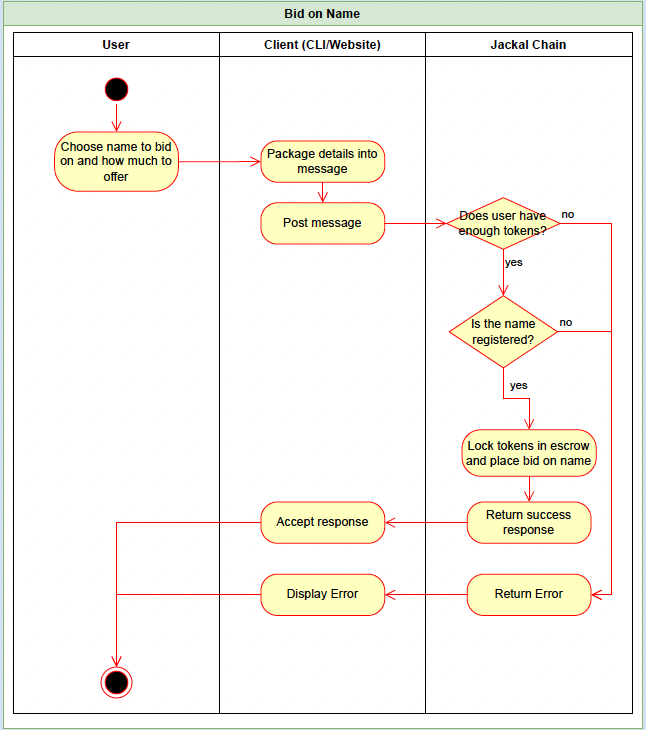 Bid on Name
User
Client (CLI/Website)
Jackal Chain
Choose name to bid
on and how much to
offer
Package details into
message
Post message
Does user have
enough tokens?
no
yes
Is the name
registered?
no
yes
Lock tokens in escrow
and place bid on name
Accept response
Return success
response
Display Error
Return Error